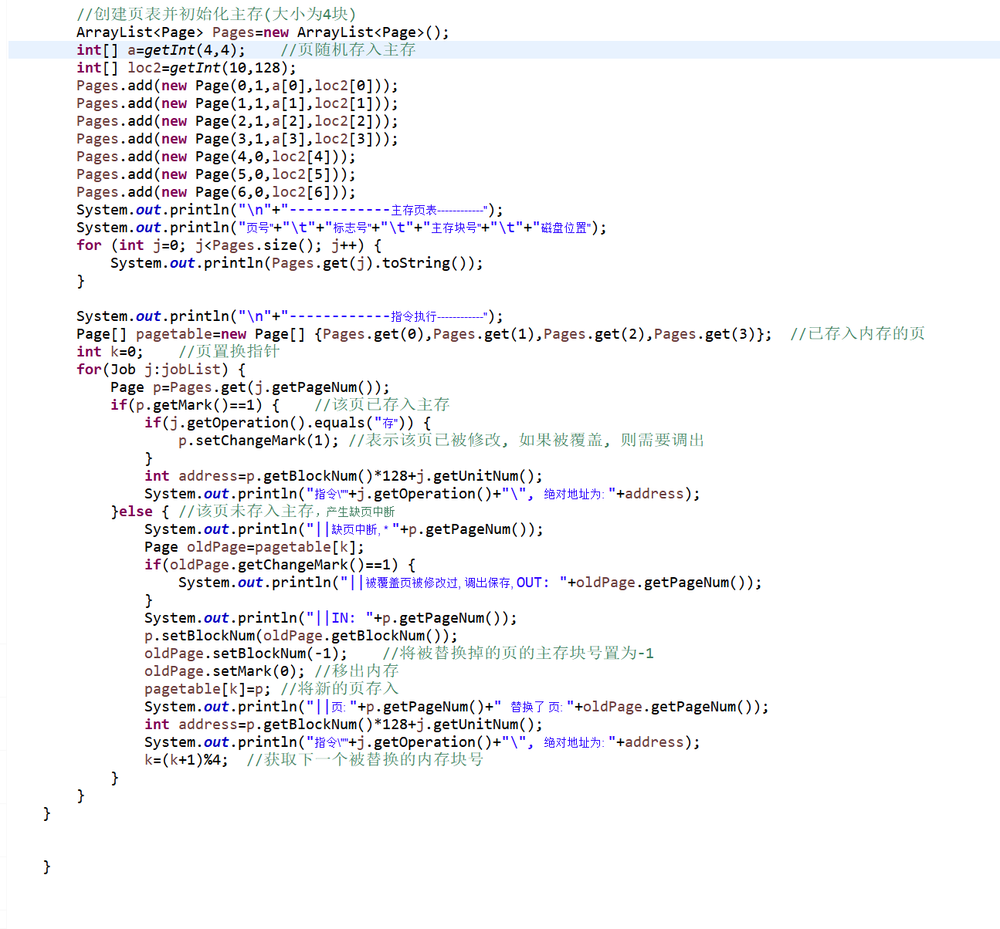 //创建页表并初始化主存(大小为4块)
ArrayList<Page> Pages=new ArrayList<Page>();
int[] a=getInt(4,4);    //页随机存入主存
int[] loc2=getInt(10,128);
Pages.add(new Page(0,1,a[0],loc2[0]));
Pages.add(new Page(1,1,a[1],loc2[1]));
Pages.add(new Page(2,1,a[2],loc2[2]));
Pages.add(new Page(3,1,a[3],loc2[3]));
Pages.add(new Page(4,0,loc2[4]));
Pages.add(new Page(5,0,loc2[5]));
Pages.add(new Page(6,0,loc2[6]));
System.out.println("\n"+"------------主存页表------------");
System.out.println("页号"+"\t"+"标志号"+"\t"+"主存块号"+"\t"+"磁盘位置");
for (int j=0; j<Pages.size(); j++) {
    System.out.println(Pages.get(j).toString());
}
System.out.println("\n"+"------------指令执行------------");
Page[] pagetable=new Page[] {Pages.get(0),Pages.get(1),Pages.get(2),Pages.get(3)};  //已存入内存的页
int k=0;    //页置换指针
for(Job j:jobList) {
    Page p=Pages.get(j.getPageNum());
    if(p.getMark()==1) {    //该页已存入主存
        if(j.getOperation().equals("存")) {
            p.setChangeMark(1); //表示该页已被修改, 如果被覆盖, 则需要调出
        }
        int address=p.getBlockNum()*128+j.getUnitNum();
        System.out.println("指令\""+j.getOperation()+"\", 绝对地址为: "+address);
    }else { //该页未存入主存，产生缺页中断
        System.out.println("||缺页中断, * "+p.getPageNum());
        Page oldPage=pagetable[k];
        if(oldPage.getChangeMark()==1) {
            System.out.println("||被覆盖页被修改过, 调出保存, OUT: "+oldPage.getPageNum());
        }
        System.out.println("||IN: "+p.getPageNum());
        p.setBlockNum(oldPage.getBlockNum());
        oldPage.setBlockNum(-1);    //将被替换掉的页的主存块号置为-1
        oldPage.setMark(0); //移出内存
        pagetable[k]=p; //将新的页存入
        System.out.println("||页: "+p.getPageNum()+" 替换了 页: "+oldPage.getPageNum());
        int address=p.getBlockNum()*128+j.getUnitNum();
        System.out.println("指令\""+j.getOperation()+"\", 绝对地址为: "+address);
        k=(k+1)%4;  //获取下一个被替换的内存块号
    }
}
}
}